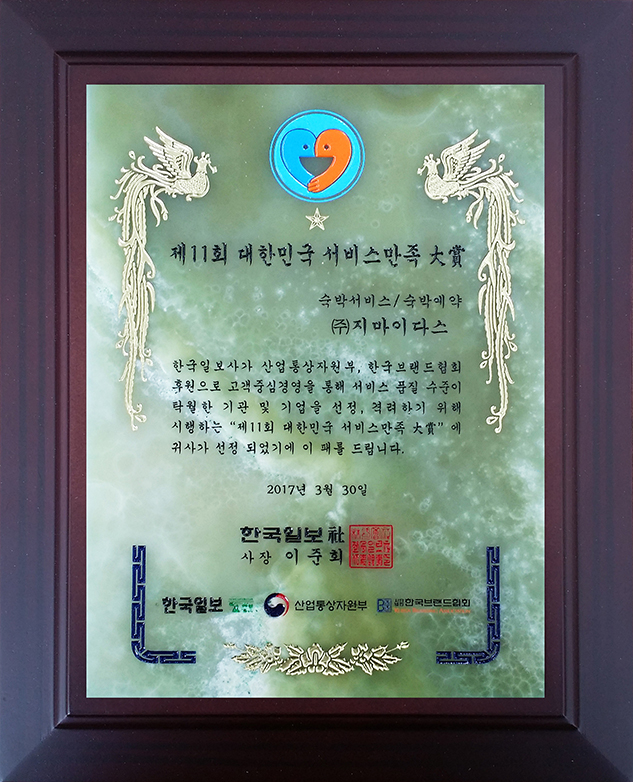 제11회 대한민국 서비스만족 大賞
숙박서비스/숙박예약
㈜지마이다스
한국일보사가 산업통상자원부, 한국브랜드협회
후원으로 고객중심경영을 통해 서비스 품질 수준이
탁월한 기관 및 기업을 선정, 격려하기 위해
시행하는 “제11회 대한민국 서비스만족 大賞” 에
귀사가 선정 되었기에 이 패를 드립니다.
2017년 3월 30일
한국일보社
사장 이준희
한국일보 산업통상자원부 한국브랜드협회